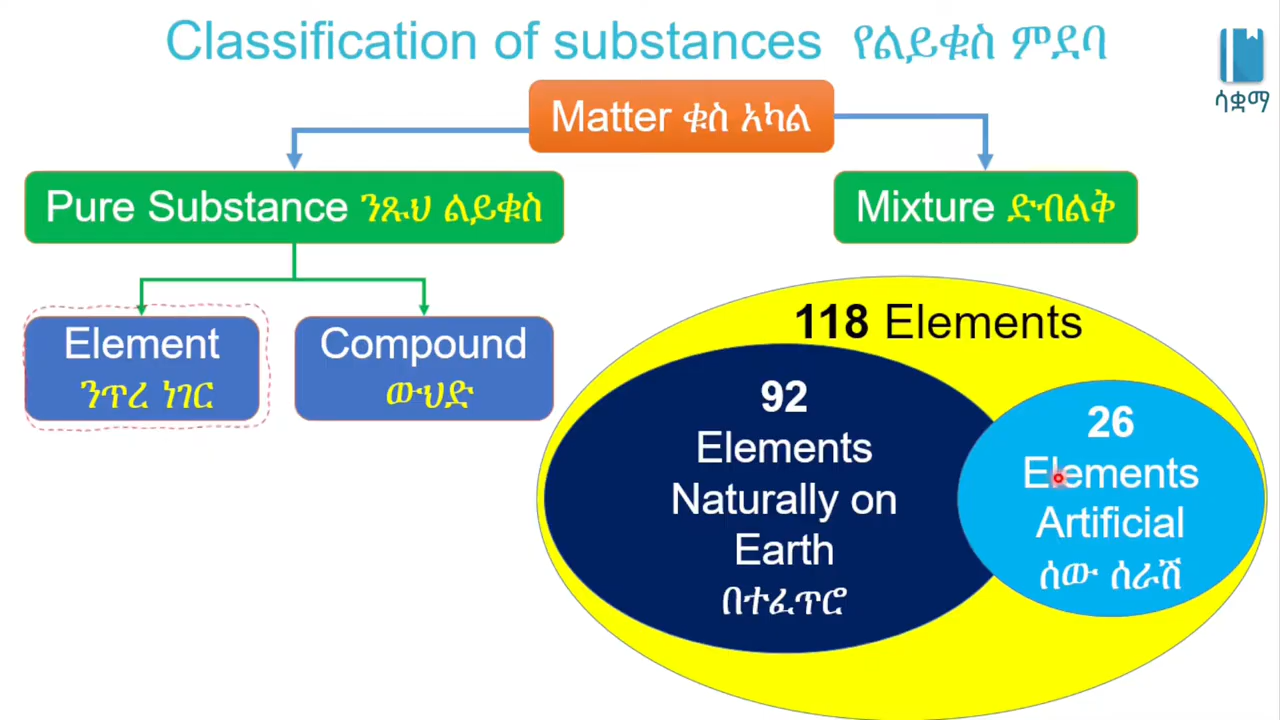 Classification of substances የልይቁስ ምደባ
ሳቋማ
Matter ቁስ አካል
Pure Substance ንጹህ ልይቁስ
Mixture ድብልቅ
Element
ንጥረ ነገር
Compound
ውህድ
118 Elements
92
Elements
Naturally on
Earth
በተፈጥሮ
26
Elements
Artificial
ሰው ሰራሽ